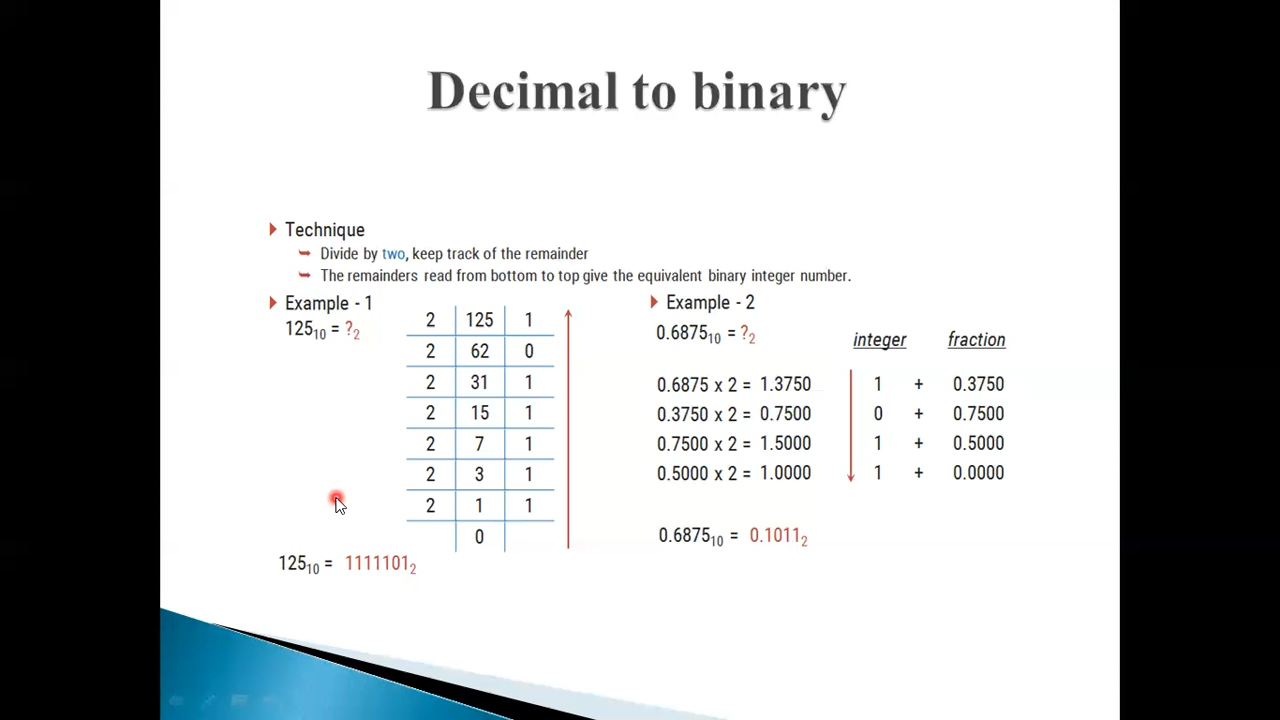 Decimal to binary
Technique
Divide by two, keep track of the remainder
The remainders read from bottom to top give the equivalent binary integer number.
Example - 1
125₁₀ = ?₂
2 125 1
2 62 0
2 31 1
2 15 1
2 7 1
2 3 1
2 1 1
0
125₁₀ = 1111101₂
Example - 2
0.6875₁₀ = ?₂
integer fraction
0.6875 x 2 = 1.3750 1 + 0.3750
0.3750 x 2 = 0.7500 0 + 0.7500
0.7500 x 2 = 1.5000 1 + 0.5000
0.5000 x 2 = 1.0000 1 + 0.0000
0.6875₁₀ = 0.1011₂